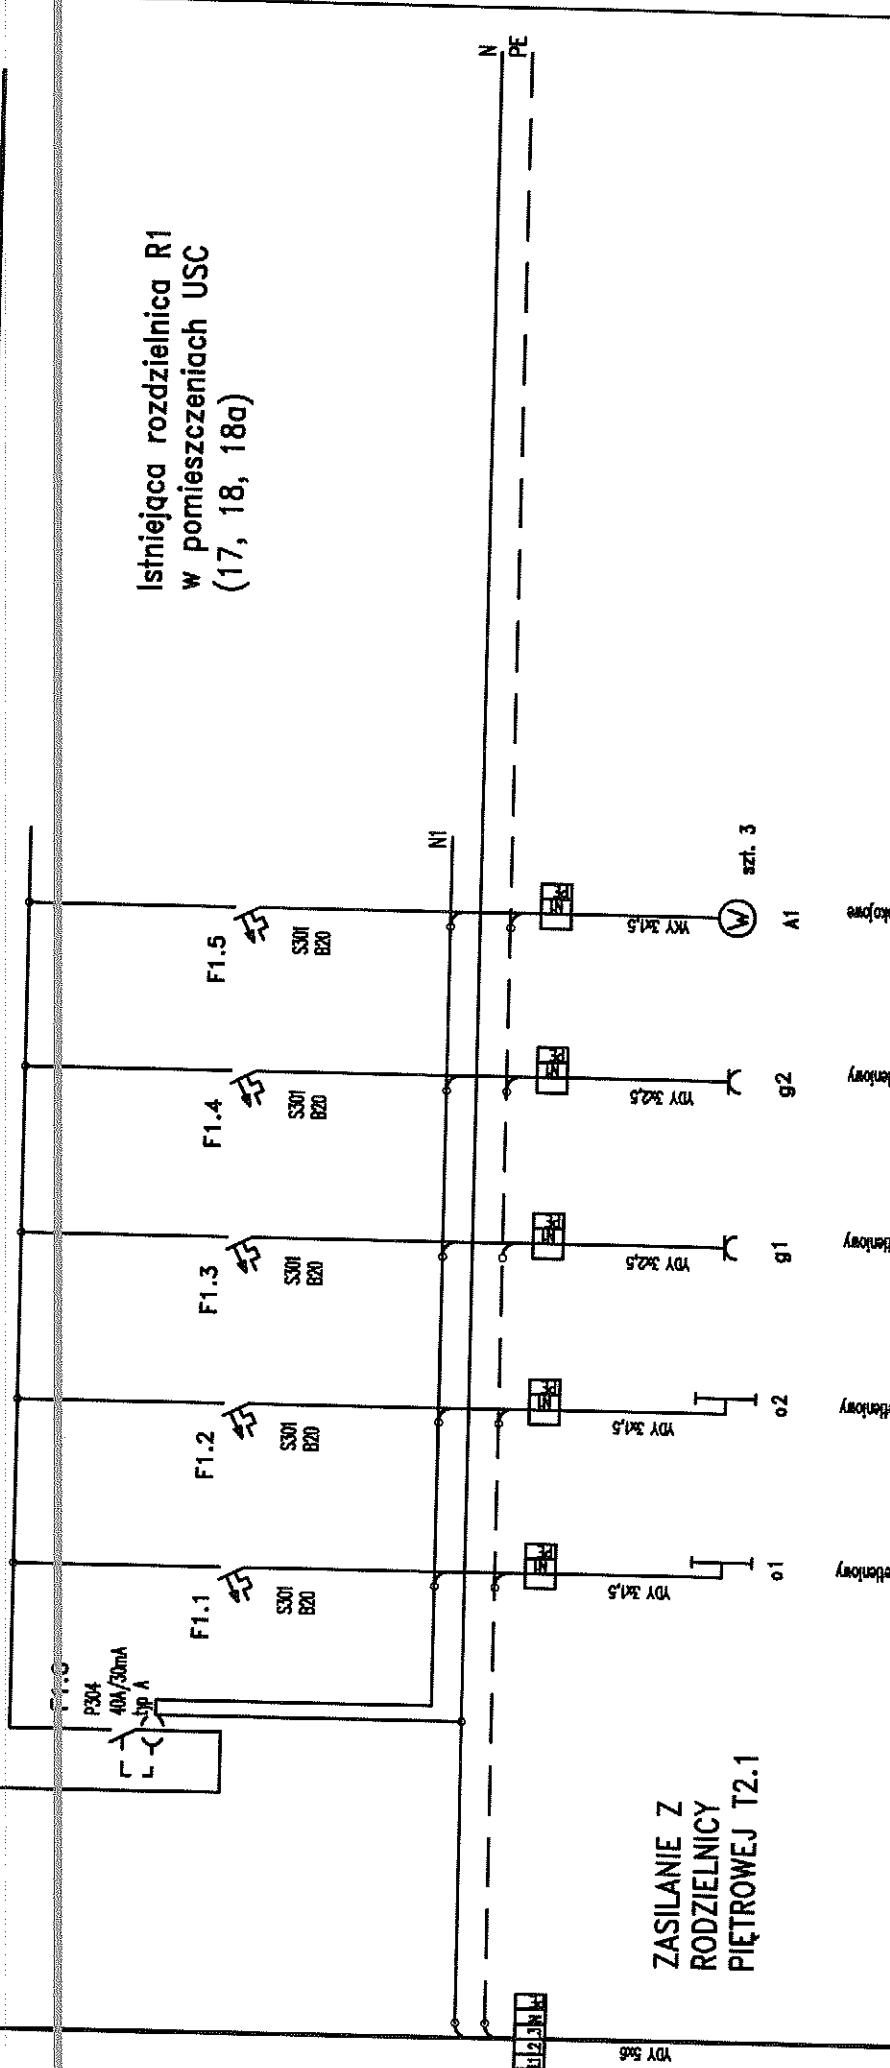 Istniejąca rozdzielnica R1
w pomieszczeniach USC
(17, 18, 18a)
N
PE
N1
P304
40A/30mA
typ A
F1.1
S301
B20
F1.2
S301
B20
F1.3
S301
B20
F1.4
S301
B20
F1.5
S301
B20
YDY 3x1,5
YDY 3x1,5
YDY 3x2,5
YDY 3x2,5
YKY 3x1,5
W
szt. 3
o1
o2
g1
g2
A1
ZASILANIE Z
RODZIELNICY
PIĘTROWEJ T2.1
YDY 5x6